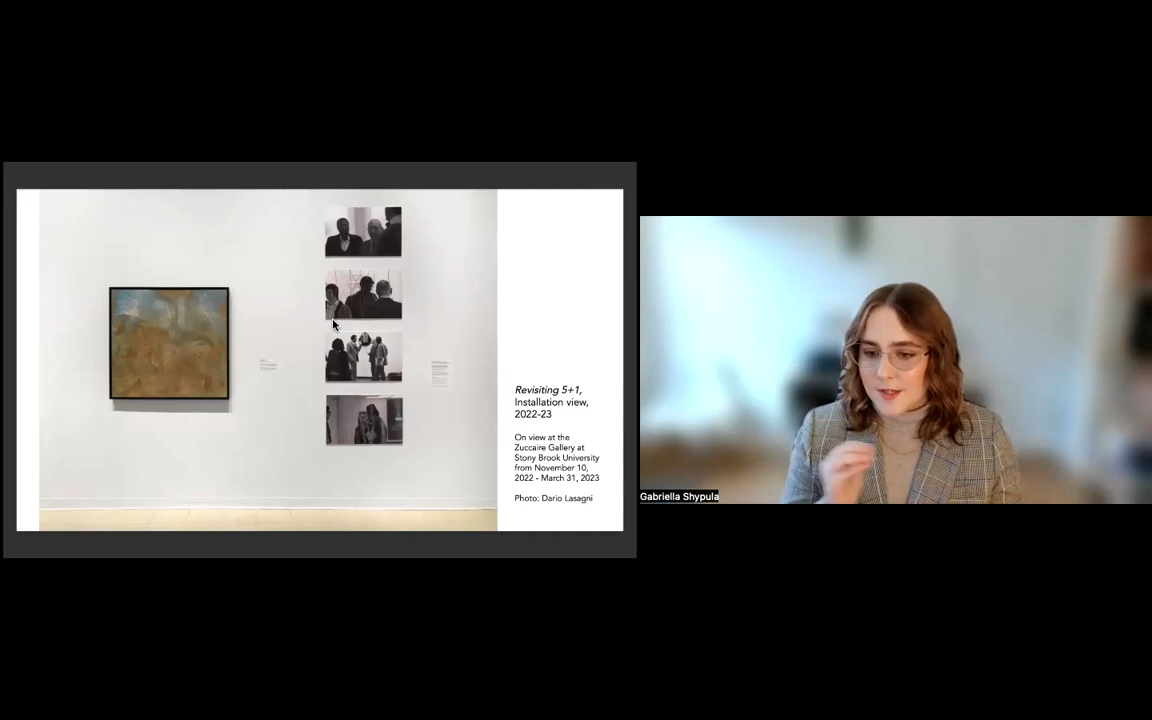 Revisiting 5+1,
Installation view,
2022-23
On view at the
Zuccaire Gallery at
Stony Brook University
from November 10,
2022 - March 31, 2023
Photo: Dario Lasagni
Gabriella Shypula